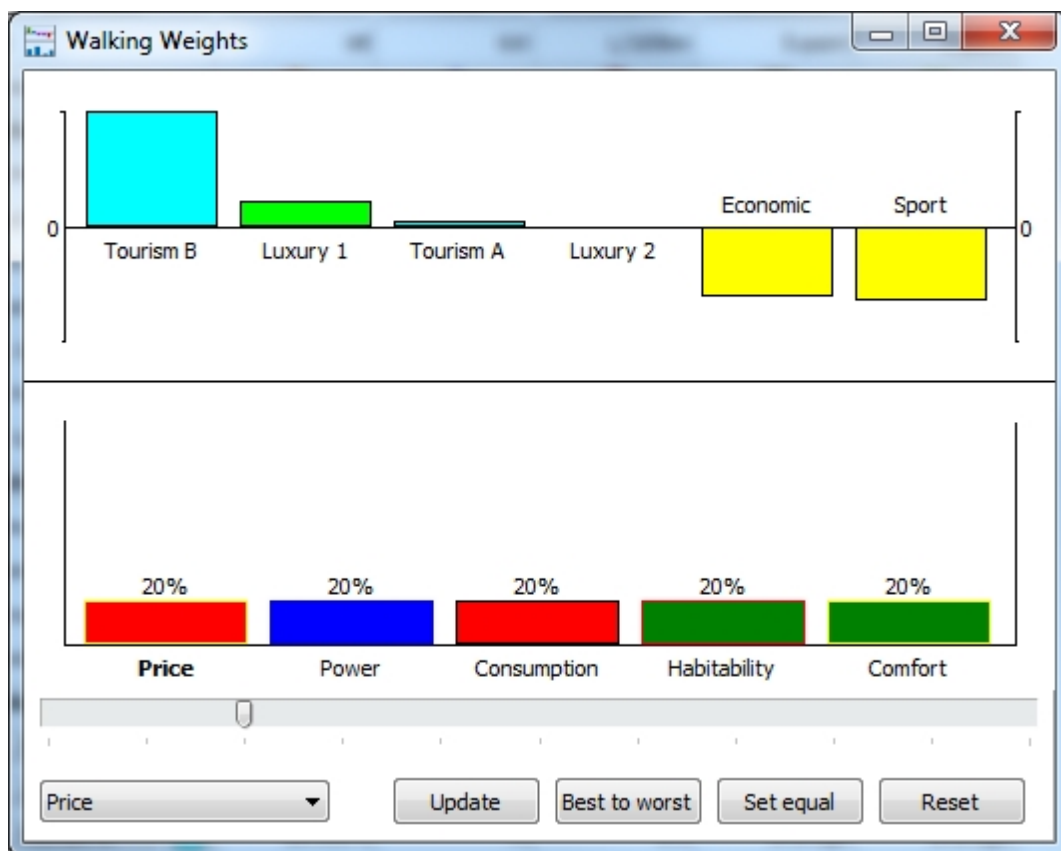 Walking Weights
Economic Sport
0 0
Tourism B Luxury 1 Tourism A Luxury 2
20% 20% 20% 20% 20%
Price Power Consumption Habitability Comfort
Price Update Best to worst Set equal Reset